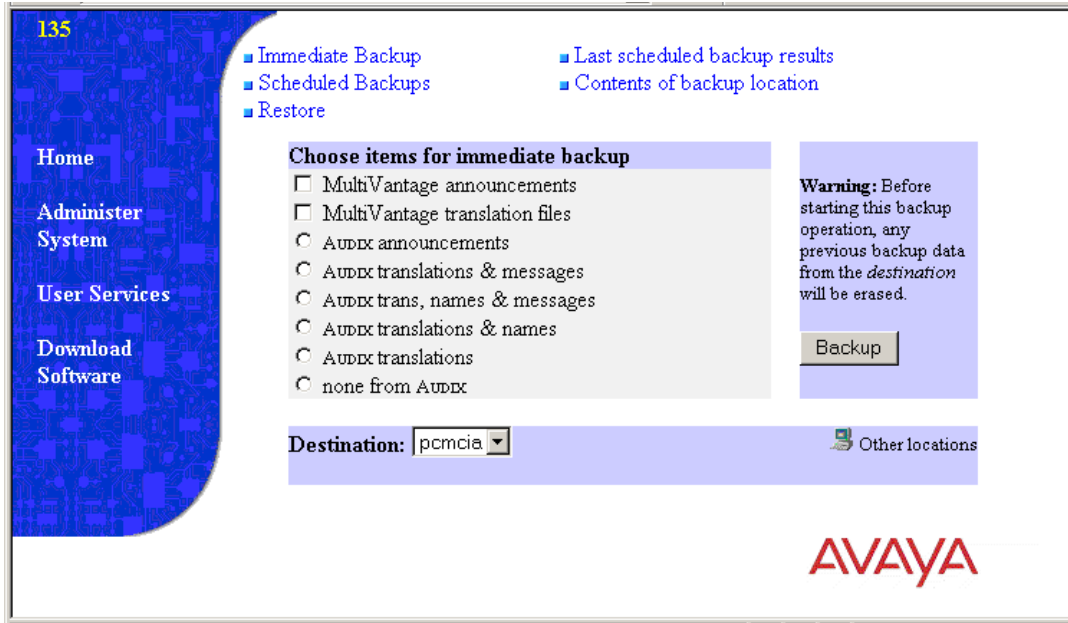 135
Immediate Backup
Scheduled Backups
Restore
Last scheduled backup results
Contents of backup location
Home
Administer
System
User Services
Download
Software
Choose items for immediate backup
MultiVantage announcements
MultiVantage translation files
AUDIX announcements
AUDIX translations & messages
AUDIX trans, names & messages
AUDIX translations & names
AUDIX translations
none from AUDIX
Warning: Before
starting this backup
operation, any
previous backup data
from the destination
will be erased.
Backup
Destination: pcmcia
Other locations
AVAYA